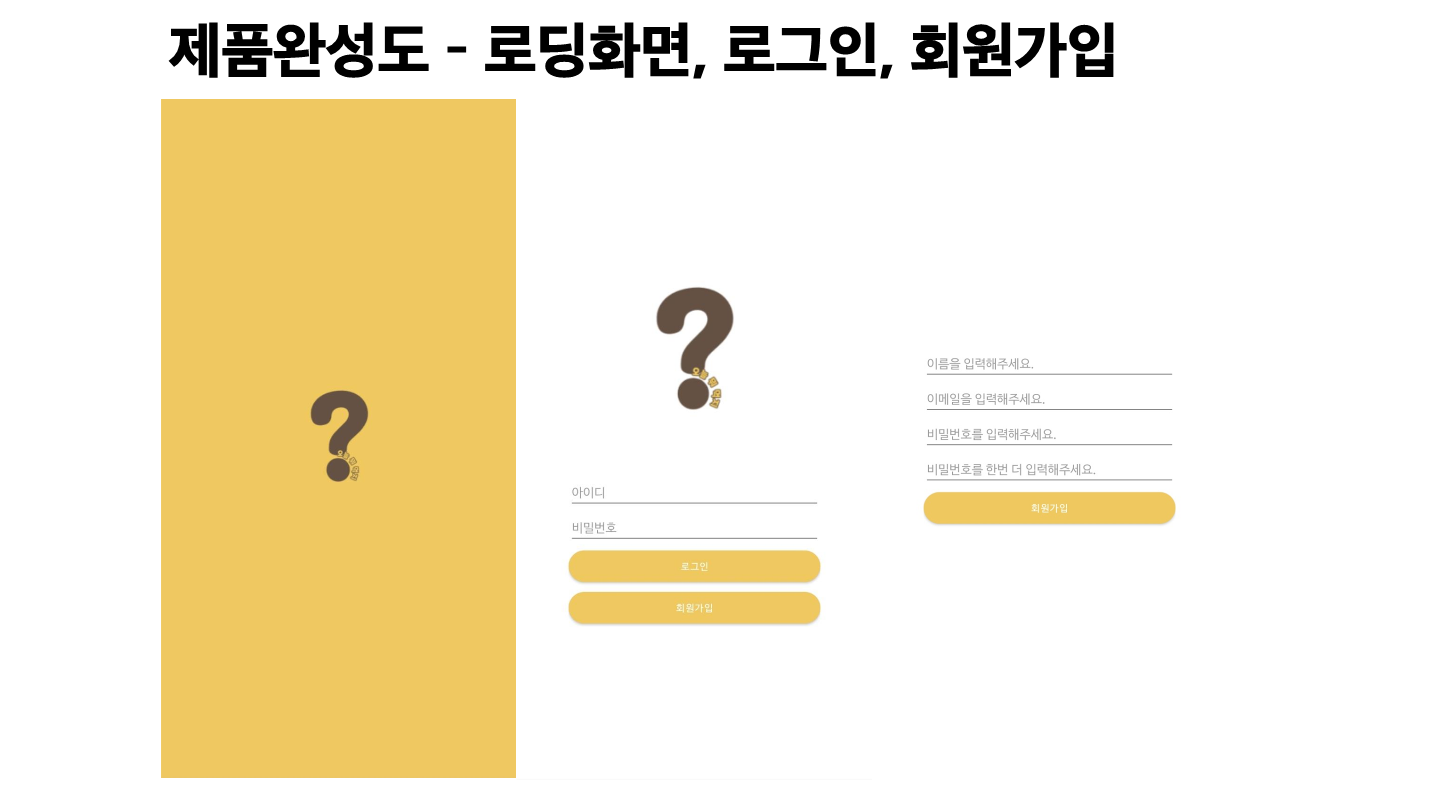 제품완성도 - 로딩화면, 로그인, 회원가입
아이디
비밀번호
로그인
회원가입
이름을 입력해주세요.
이메일을 입력해주세요.
비밀번호를 입력해주세요.
비밀번호를 한번 더 입력해주세요.
회원가입